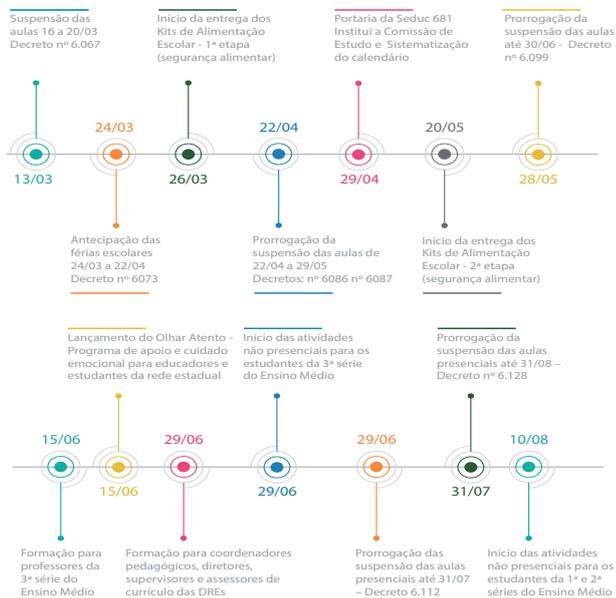 Suspensão das
aulas 16 a 20/03
Decreto nº 6.067
Início da entrega dos
Kits de Alimentação
Escolar - 1ª etapa
(segurança alimentar)
Portaria da Seduc 681
Institui a Comissão de
Estudo e Sistematização
do calendário
Prorrogação da
suspensão das aulas
até 30/06 - Decreto
nº 6.099
13/03
24/03
26/03
22/04
29/04
20/05
28/05
Antecipação das
férias escolares
24/03 a 22/04
Decreto nº 6073
Prorrogação da
suspensão das aulas de
22/04 a 29/05
Decretos: nº 6086 nº 6087
Início da entrega dos
Kits de Alimentação
Escolar - 2ª etapa
(segurança alimentar)
Lançamento do Olhar Atento -
Programa de apoio e cuidado
emocional para educadores e
estudantes da rede estadual
Início das atividades
não presenciais para os
estudantes da 3ª série
do Ensino Médio
Prorrogação da
suspensão das aulas
presenciais até 31/08 –
Decreto nº 6.128
15/06
15/06
29/06
29/06
29/06
31/07
10/08
Formação para
professores da
3ª série do
Ensino Médio
Formação para coordenadores
pedagógicos, diretores,
supervisores e assessores de
currículo das DREs
Prorrogação das
suspensão das aulas
presenciais até 31/07
– Decreto 6.112
Início das atividades
não presenciais para os
estudantes da 1ª e 2ª
séries do Ensino Médio